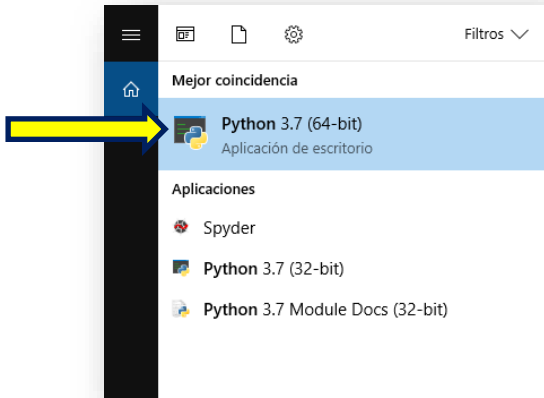 Filtros
Mejor coincidencia
Python 3.7 (64-bit)
Aplicación de escritorio
Aplicaciones
Spyder
Python 3.7 (32-bit)
Python 3.7 Module Docs (32-bit)